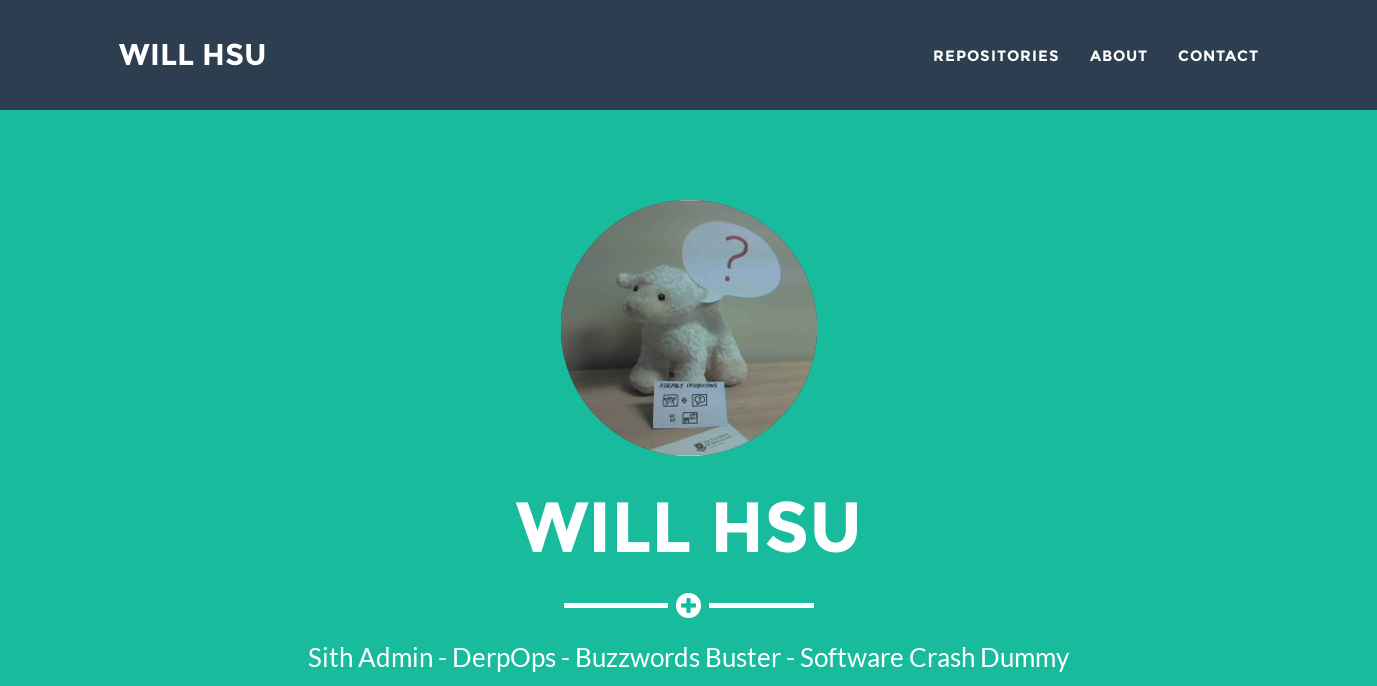 WILL HSU
REPOSITORIES ABOUT CONTACT
?
ASSEMBLY INSTRUCTIONS
WILL HSU
Sith Admin - DerpOps - Buzzwords Buster - Software Crash Dummy